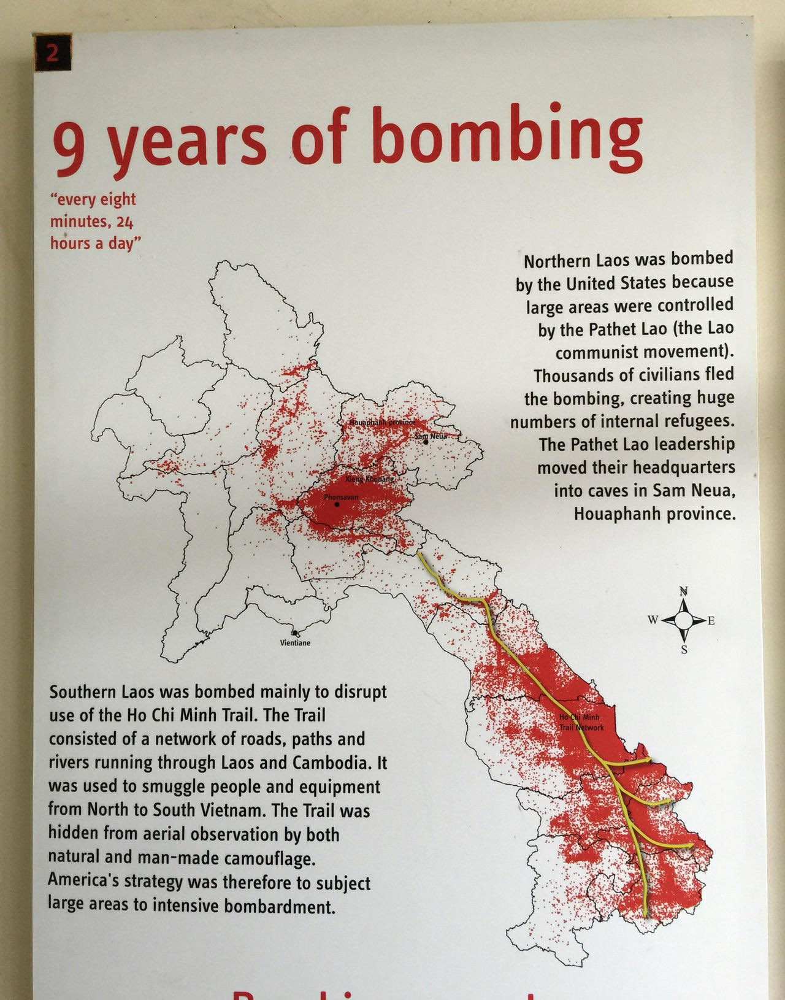 2
9 years of bombing
“every eight
minutes, 24
hours a day”
Northern Laos was bombed
by the United States because
large areas were controlled
by the Pathet Lao (the Lao
communist movement).
Thousands of civilians fled
the bombing, creating huge
numbers of internal refugees.
The Pathet Lao leadership
moved their headquarters
into caves in Sam Neua,
Houaphanh province.
Houaphanh province
Sam Neua
Xieng Khouang
Phonsavan
N
W E
S
Vientiane
Southern Laos was bombed mainly to disrupt
use of the Ho Chi Minh Trail. The Trail
consisted of a network of roads, paths and
rivers running through Laos and Cambodia. It
was used to smuggle people and equipment
from North to South Vietnam. The Trail was
hidden from aerial observation by both
natural and man-made camouflage.
America's strategy was therefore to subject
large areas to intensive bombardment.
Ho Chi Minh
Trail Network